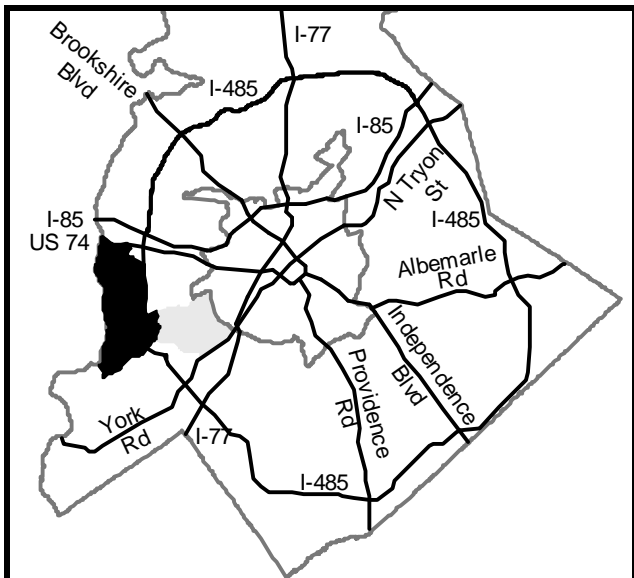 I-77
Brookshire
Blvd
I-485
I-85
N Tryon
St
I-85
US 74
I-485
Albemarle
Rd
Independence
Blvd
Providence
Rd
York
Rd
I-77
I-485